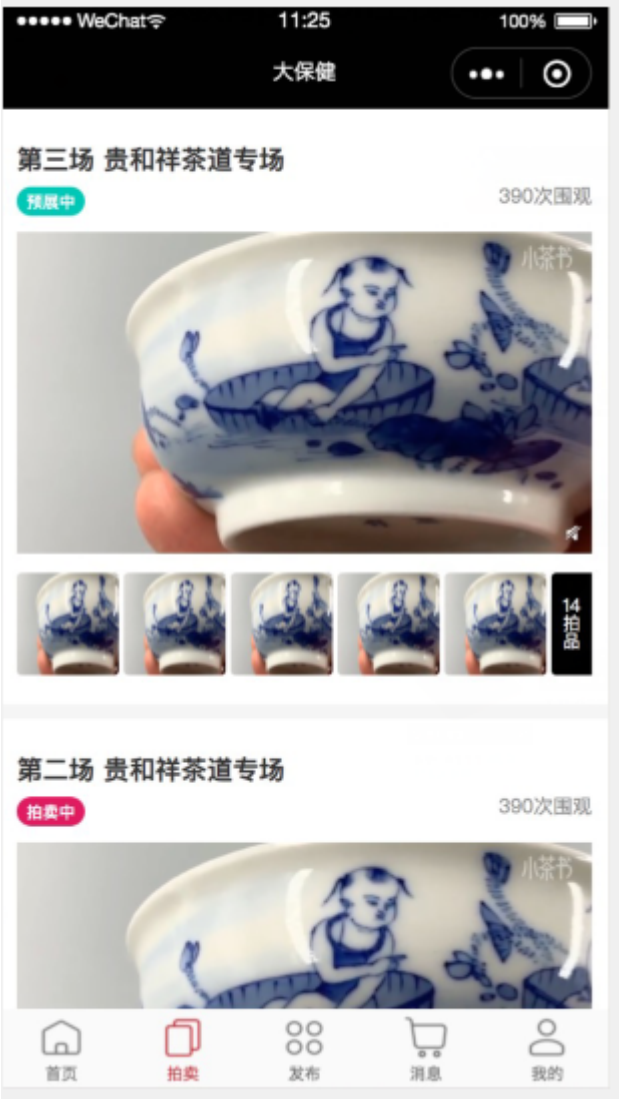 ●●●●● WeChat 11:25 100%
大保健
第三场 贵和祥茶道专场
预展中 390次围观
小茶书
14拍品
第二场 贵和祥茶道专场
拍卖中 390次围观
小茶书
首页 拍卖 发布 消息 我的